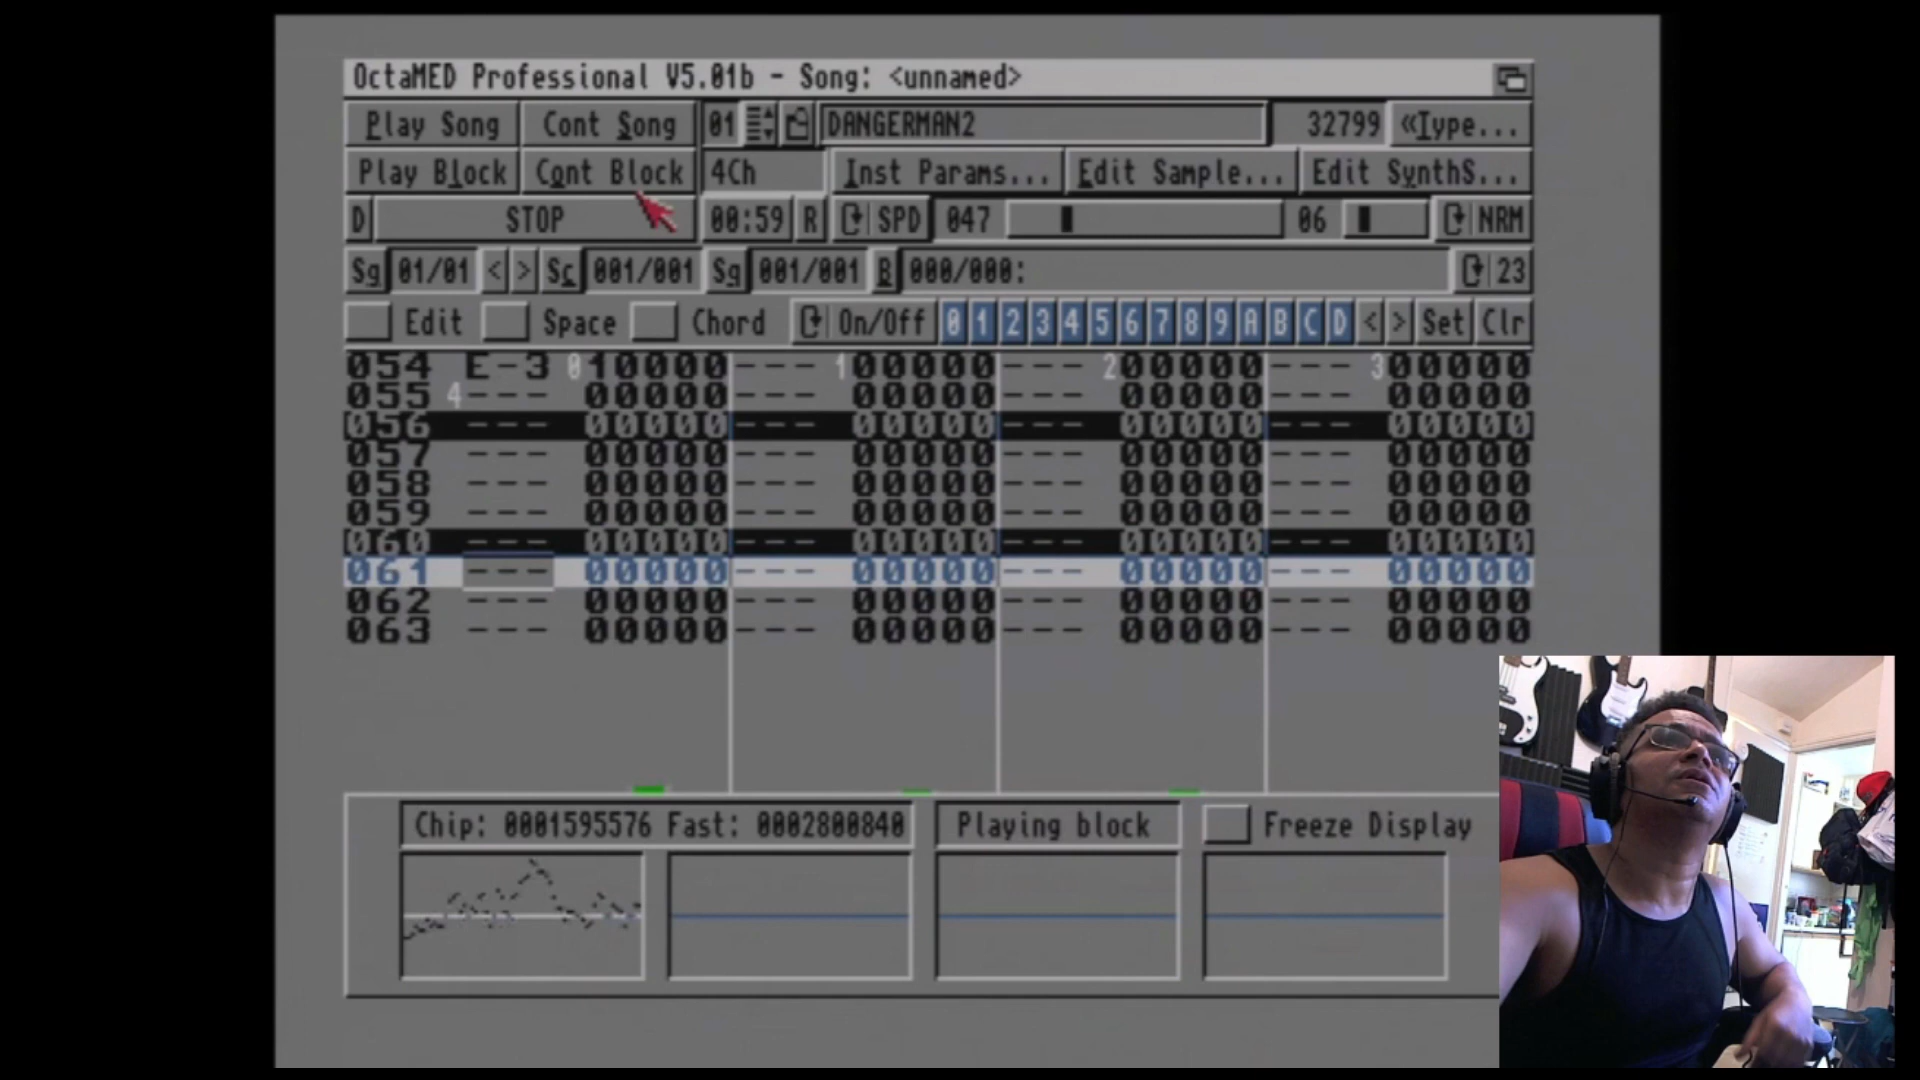 OctaMED Professional V5.01b - Song: <unnamed>
Play Song Cont Song 01 DANGERMAN2 32799 «Type...
Play Block Cont Block 4Ch Inst Params... Edit Sample... Edit SynthS...
D STOP 00:59 R SPD 047 06 NRM
Sg 01/01 < > Sc 001/001 Sg 001/001 B 000/000: 23
Edit Space Chord On/Off 0 1 2 3 4 5 6 7 8 9 A B C D < > Set Clr
054 E-3 0 10000 --- 1 00000 --- 2 00000 --- 3 00000
055 4 --- 00000 --- 00000 --- 00000 --- 00000
056 --- 00000 --- 00000 --- 00000 --- 00000
057 --- 00000 --- 00000 --- 00000 --- 00000
058 --- 00000 --- 00000 --- 00000 --- 00000
059 --- 00000 --- 00000 --- 00000 --- 00000
060 --- 00000 --- 00000 --- 00000 --- 00000
061 --- 00000 --- 00000 --- 00000 --- 00000
062 --- 00000 --- 00000 --- 00000 --- 00000
063 --- 00000 --- 00000 --- 00000 --- 00000
Chip: 0001595576 Fast: 0002800840 Playing block Freeze Display